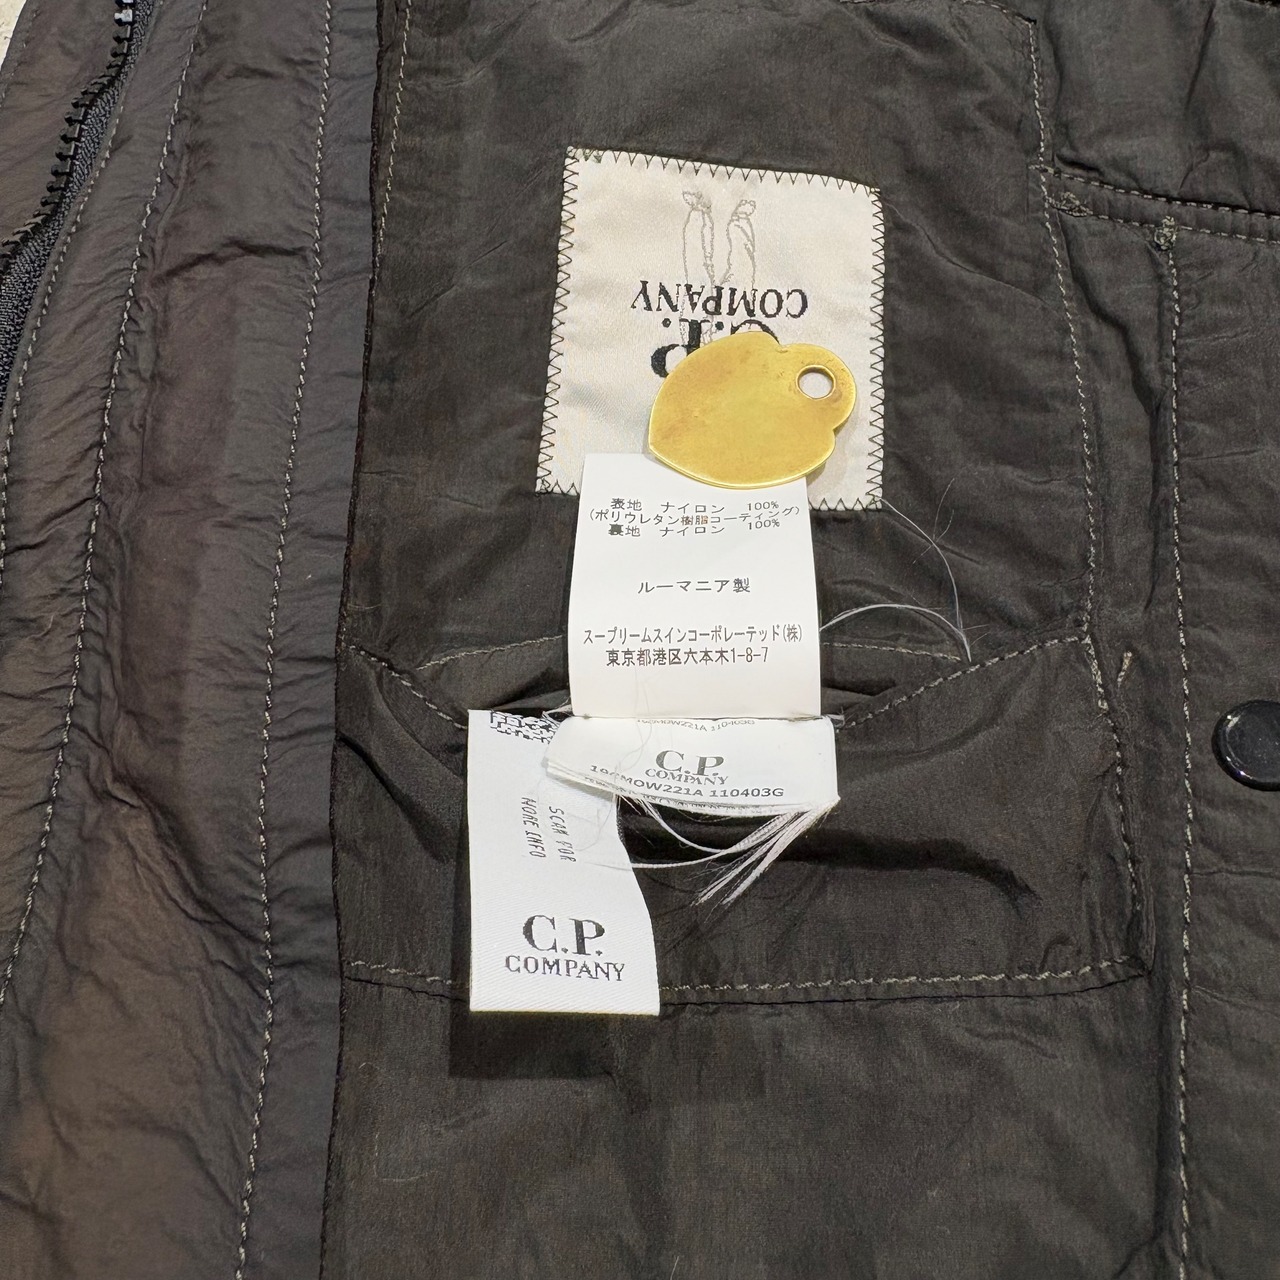 COMPANY
C.P.
表地 ナイロン 100%
(ポリウレタン樹脂コーティング)
裏地 ナイロン 100%
ルーマニア製
スープリームスインコーポレーテッド(株)
東京都港区六本木1-8-7
C.P.
COMPANY
110403G
SCAN FOR
MORE INFO
C.P.
COMPANY